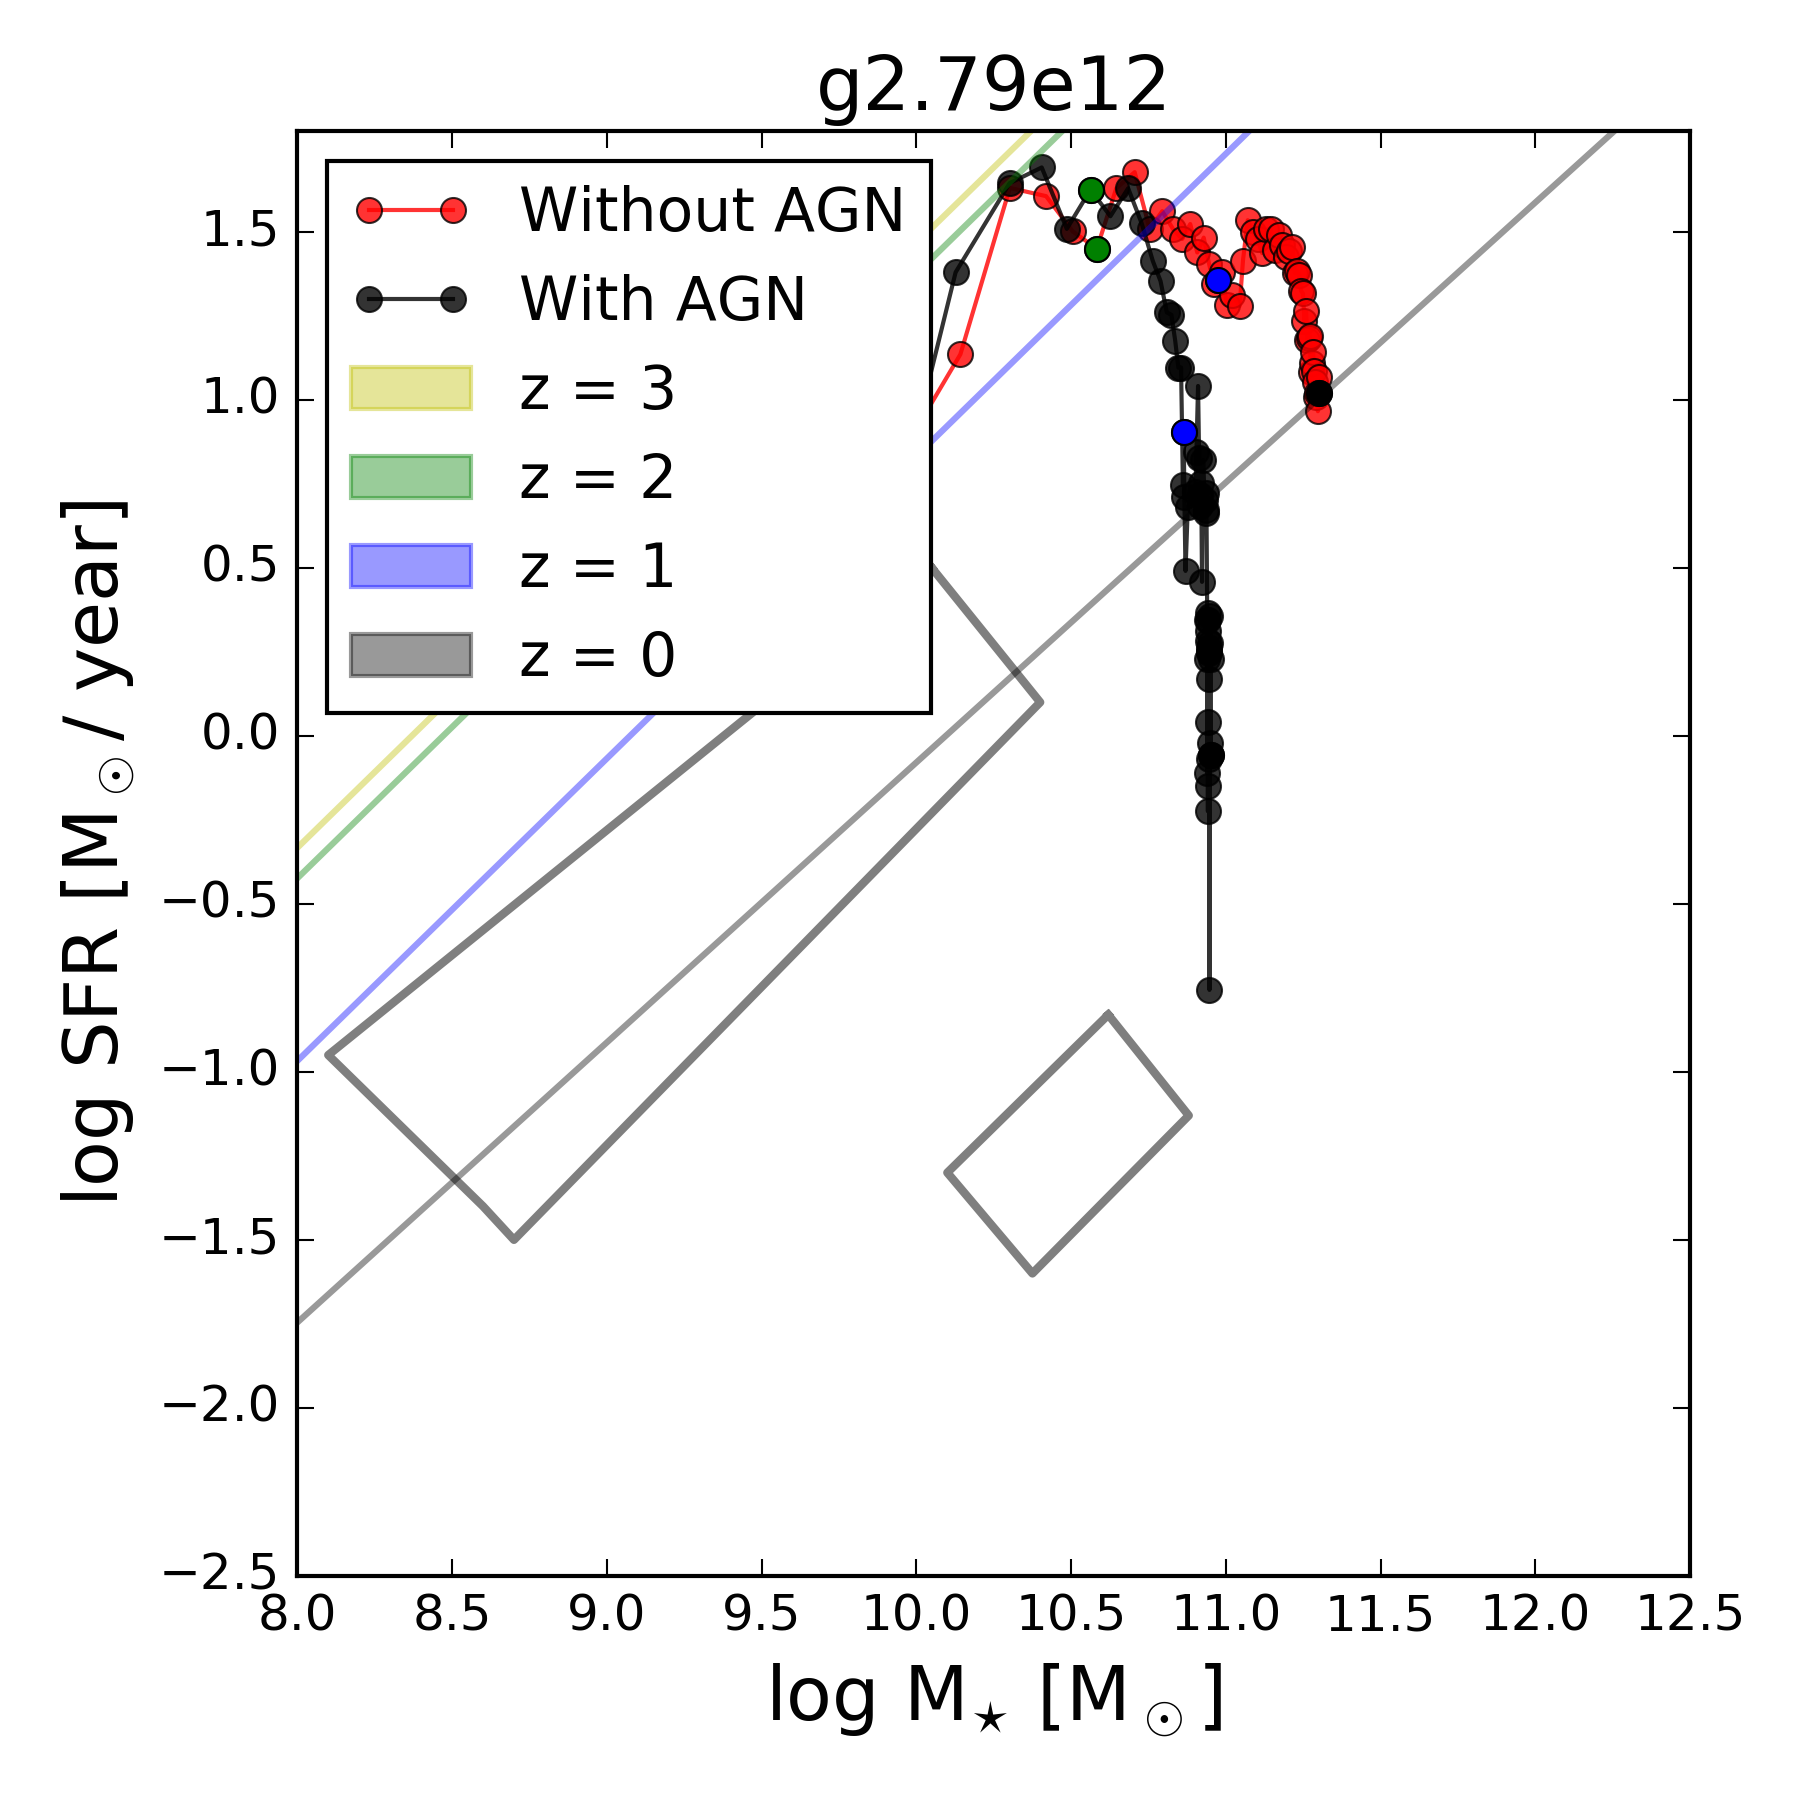 g2.79e12
Without AGN
With AGN
z = 3
z = 2
z = 1
z = 0
1.5
1.0
0.5
0.0
−0.5
−1.0
−1.5
−2.0
−2.5
log SFR [M☉/ year]
8.0 8.5 9.0 9.5 10.0 10.5 11.0 11.5 12.0 12.5
log M★ [M☉]